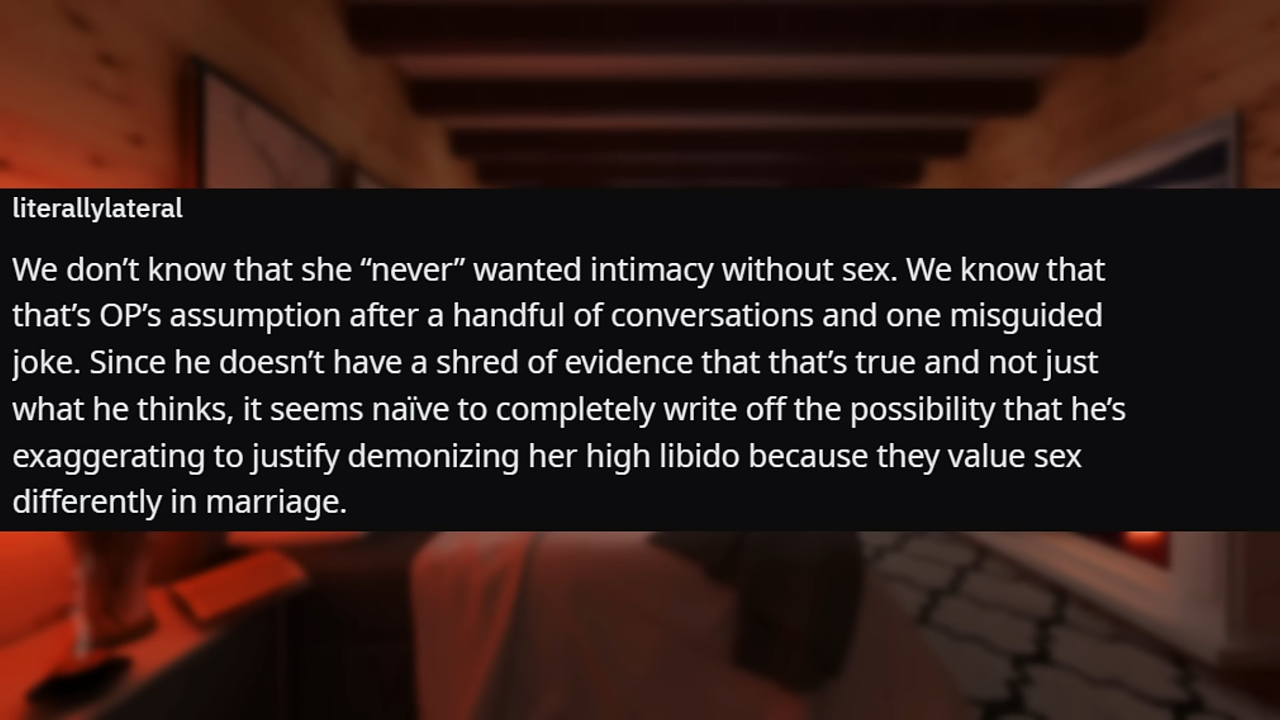 literallylateral
We don’t know that she “never” wanted intimacy without sex. We know that
that’s OP’s assumption after a handful of conversations and one misguided
joke. Since he doesn’t have a shred of evidence that that’s true and not just
what he thinks, it seems naïve to completely write off the possibility that he’s
exaggerating to justify demonizing her high libido because they value sex
differently in marriage.